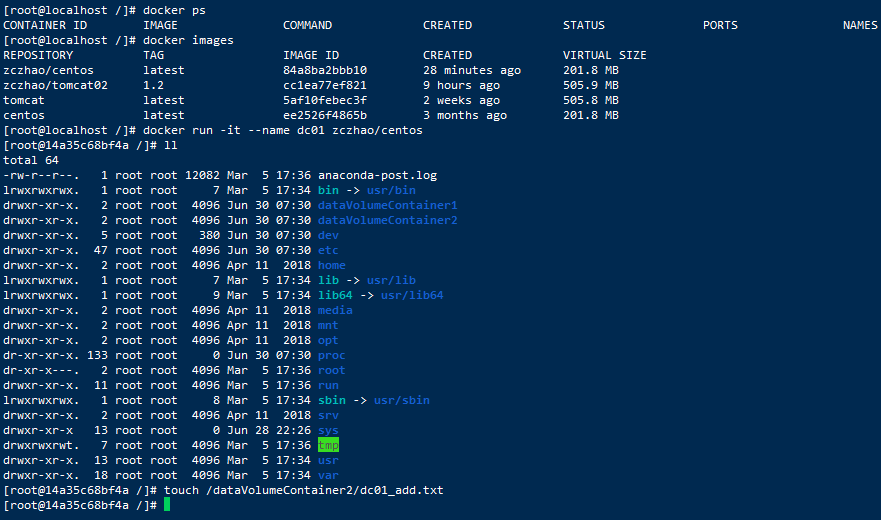 [root@localhost /]# docker ps
CONTAINER ID        IMAGE               COMMAND             CREATED             STATUS              PORTS               NAMES
[root@localhost /]# docker images
REPOSITORY          TAG                 IMAGE ID            CREATED             VIRTUAL SIZE
zczhao/centos       latest              84a8ba2bbb10        28 minutes ago      201.8 MB
zczhao/tomcat02     1.2                 cc1ea77ef821        9 hours ago         505.9 MB
tomcat              latest              5af10febec3f        2 weeks ago         505.8 MB
centos              latest              ee2526f4865b        3 months ago        201.8 MB
[root@localhost /]# docker run -it --name dc01 zczhao/centos
[root@14a35c68bf4a /]# ll
total 64
-rw-r--r--.   1 root root 12082 Mar  5 17:36 anaconda-post.log
lrwxrwxrwx.   1 root root     7 Mar  5 17:34 bin -> usr/bin
drwxr-xr-x.   2 root root  4096 Jun 30 07:30 dataVolumeContainer1
drwxr-xr-x.   2 root root  4096 Jun 30 07:30 dataVolumeContainer2
drwxr-xr-x.   5 root root   380 Jun 30 07:30 dev
drwxr-xr-x.  47 root root  4096 Jun 30 07:30 etc
drwxr-xr-x.   2 root root  4096 Apr 11  2018 home
lrwxrwxrwx.   1 root root     7 Mar  5 17:34 lib -> usr/lib
lrwxrwxrwx.   1 root root     9 Mar  5 17:34 lib64 -> usr/lib64
drwxr-xr-x.   2 root root  4096 Apr 11  2018 media
drwxr-xr-x.   2 root root  4096 Apr 11  2018 mnt
drwxr-xr-x.   2 root root  4096 Apr 11  2018 opt
dr-xr-xr-x. 133 root root     0 Jun 30 07:30 proc
dr-xr-x---.   2 root root  4096 Mar  5 17:36 root
drwxr-xr-x.  11 root root  4096 Mar  5 17:36 run
lrwxrwxrwx.   1 root root     8 Mar  5 17:34 sbin -> usr/sbin
drwxr-xr-x.   2 root root  4096 Apr 11  2018 srv
drwxr-xr-x   13 root root     0 Jun 28 22:26 sys
drwxrwxrwt.   7 root root  4096 Mar  5 17:36 tmp
drwxr-xr-x.  13 root root  4096 Mar  5 17:34 usr
drwxr-xr-x.  18 root root  4096 Mar  5 17:34 var
[root@14a35c68bf4a /]# touch /dataVolumeContainer2/dc01_add.txt
[root@14a35c68bf4a /]#